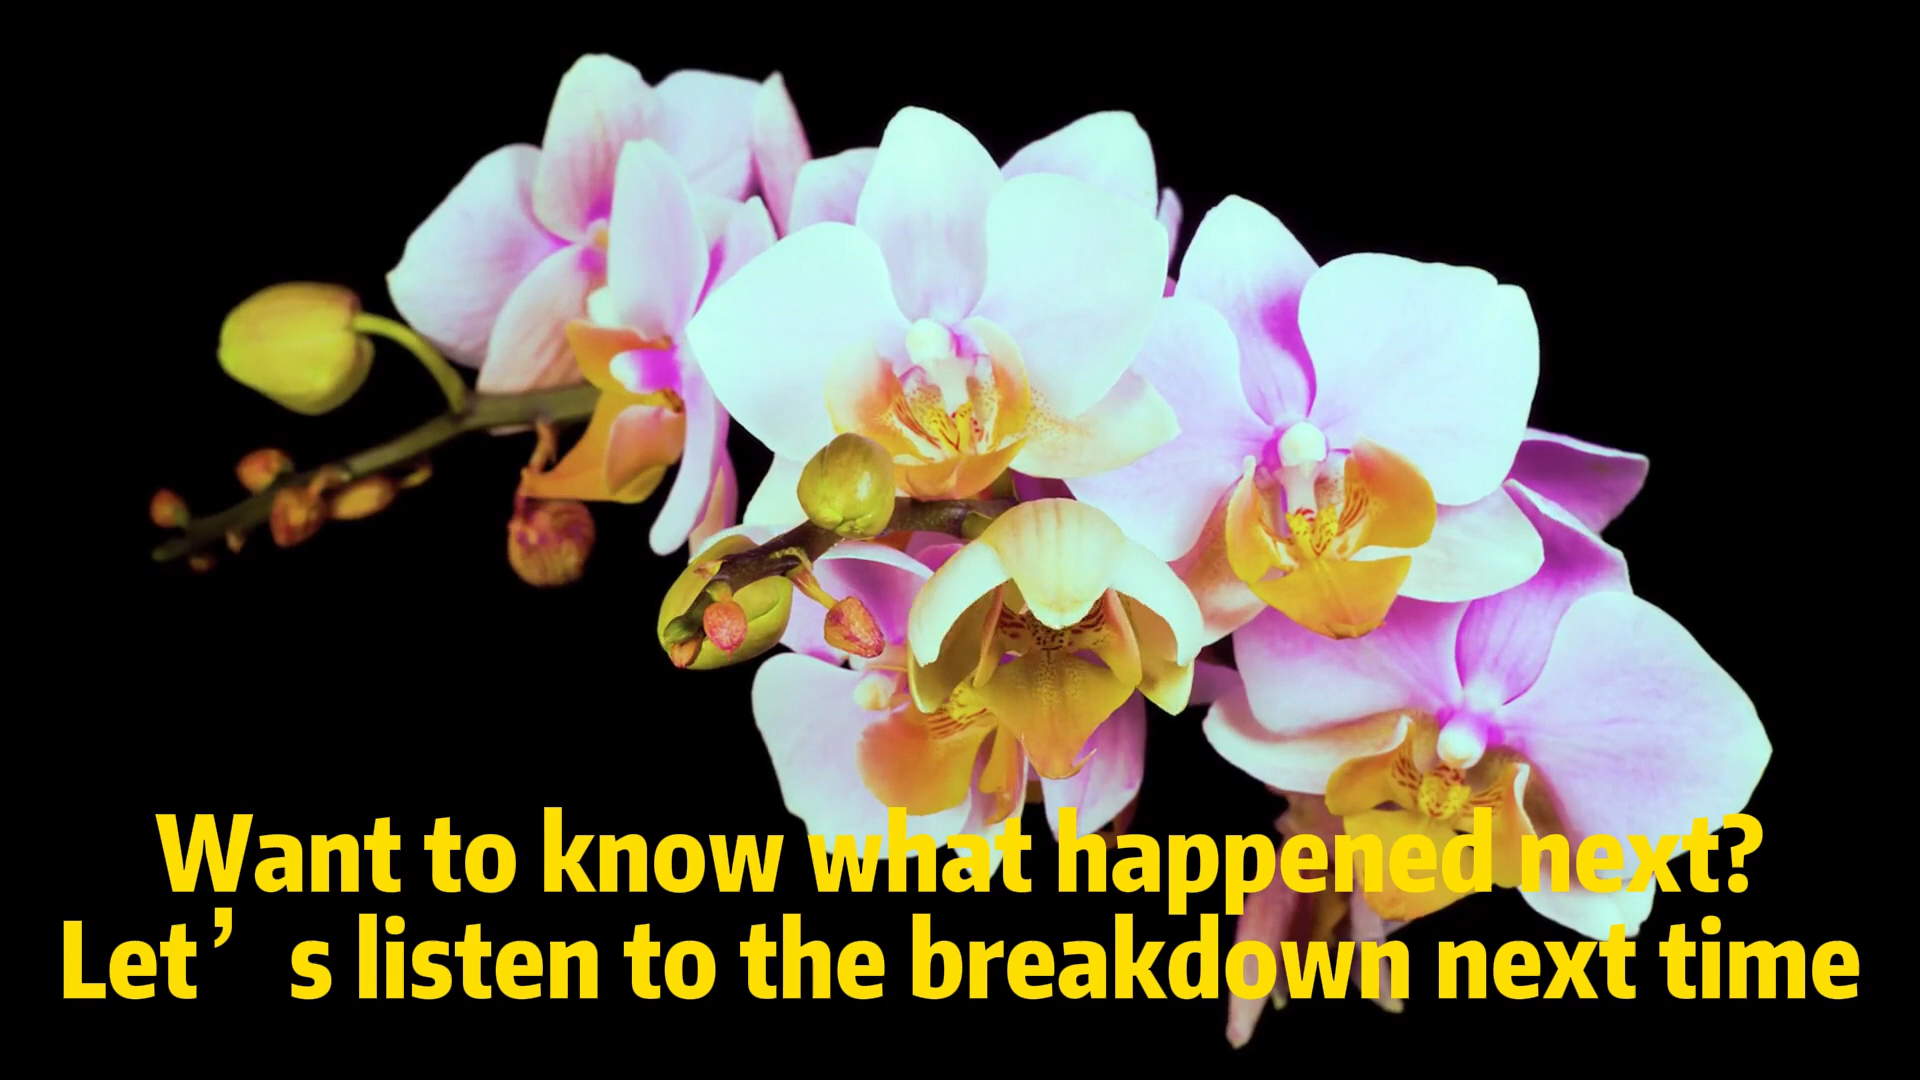 Want to know what happened next?
Let’s listen to the breakdown next time